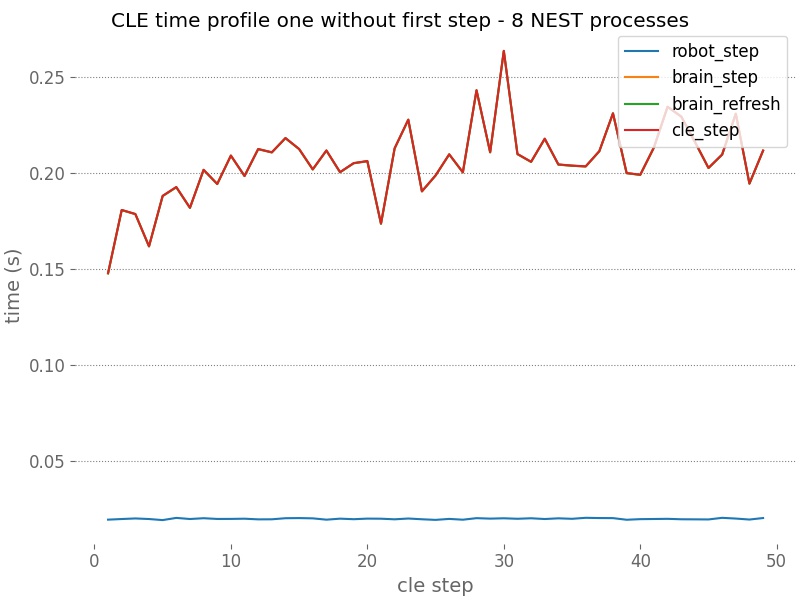 CLE time profile one without first step - 8 NEST processes
robot_step
brain_step
brain_refresh
cle_step
time (s)
0.25
0.20
0.15
0.10
0.05
0 10 20 30 40 50
cle step